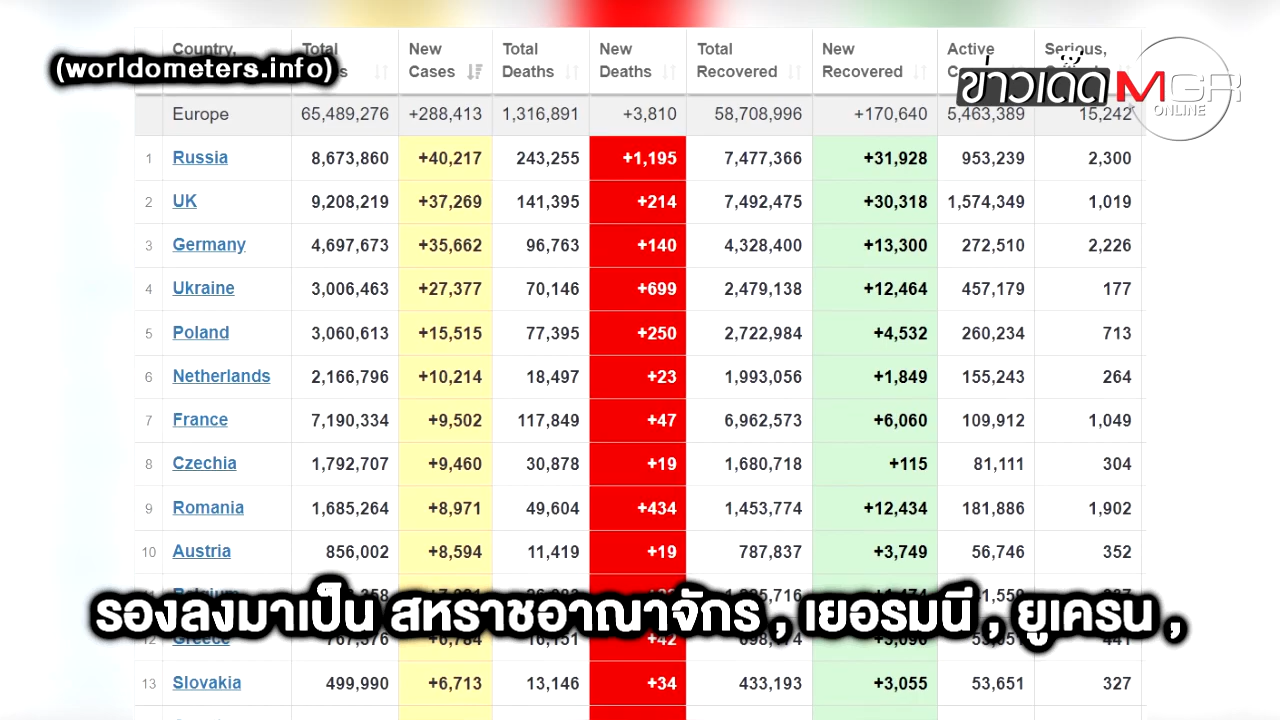 Country, Total New Total New Total New Active Serious,
(worldometers.info) Cases Deaths Deaths Recovered Recovered ข่าวเด็ด MGR ONLINE
Europe 65,489,276 +288,413 1,316,891 +3,810 58,708,996 +170,640 5,463,389 15,242
1 Russia 8,673,860 +40,217 243,255 +1,195 7,477,366 +31,928 953,239 2,300
2 UK 9,208,219 +37,269 141,395 +214 7,492,475 +30,318 1,574,349 1,019
3 Germany 4,697,673 +35,662 96,763 +140 4,328,400 +13,300 272,510 2,226
4 Ukraine 3,006,463 +27,377 70,146 +699 2,479,138 +12,464 457,179 177
5 Poland 3,060,613 +15,515 77,395 +250 2,722,984 +4,532 260,234 713
6 Netherlands 2,166,796 +10,214 18,497 +23 1,993,056 +1,849 155,243 264
7 France 7,190,334 +9,502 117,849 +47 6,962,573 +6,060 109,912 1,049
8 Czechia 1,792,707 +9,460 30,878 +19 1,680,718 +115 81,111 304
9 Romania 1,685,264 +8,971 49,604 +434 1,453,774 +12,434 181,886 1,902
10 Austria 856,002 +8,594 11,419 +19 787,837 +3,749 56,746 352
รองลงมาเป็น สหราชอาณาจักร , เยอรมนี , ยูเครน ,
12 Greece +42
13 Slovakia 499,990 +6,713 13,146 +34 433,193 +3,055 53,651 327